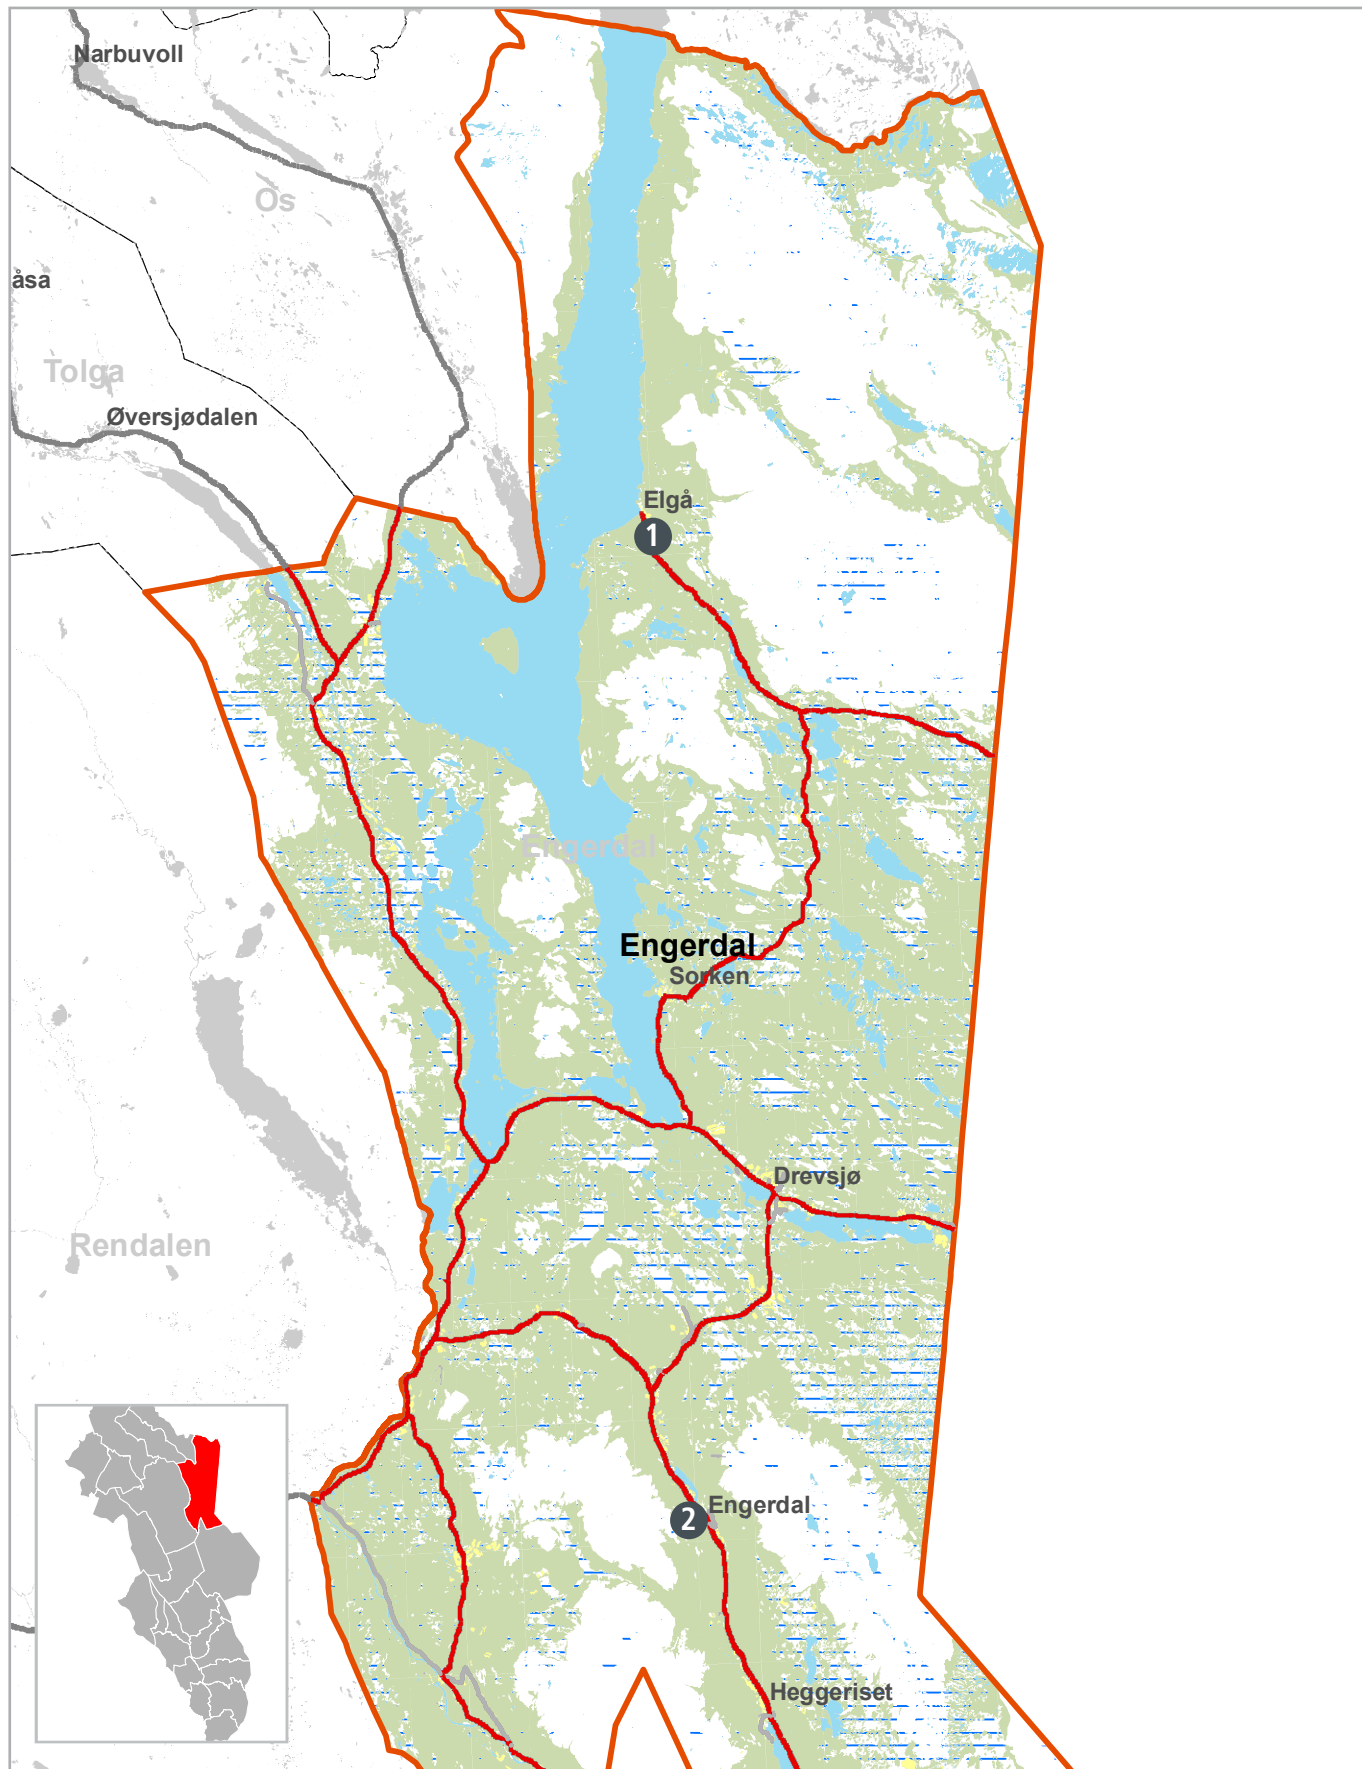 Narbuvoll
Os
åsa
Tolga
Øversjødalen
Elgå
1
Engerdal
Engerdal
Sorken
Drevsjø
Rendalen
Engerdal
2
Heggeriset